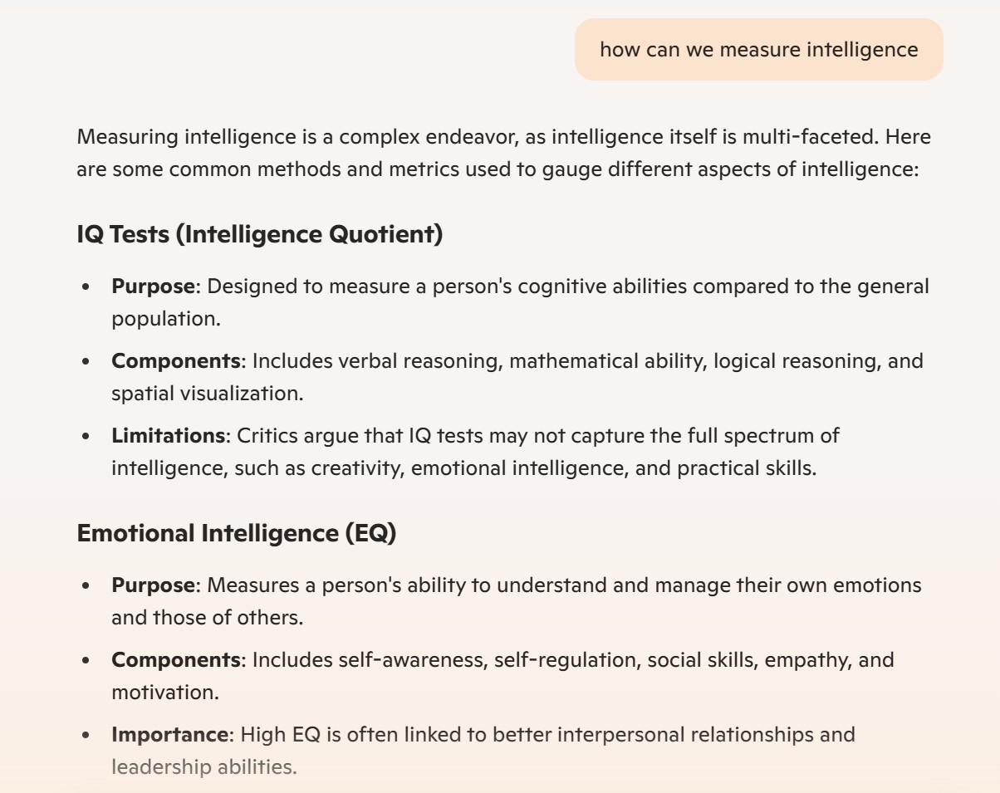 how can we measure intelligence
Measuring intelligence is a complex endeavor, as intelligence itself is multi-faceted. Here
are some common methods and metrics used to gauge different aspects of intelligence:
IQ Tests (Intelligence Quotient)
• Purpose: Designed to measure a person's cognitive abilities compared to the general
population.
• Components: Includes verbal reasoning, mathematical ability, logical reasoning, and
spatial visualization.
• Limitations: Critics argue that IQ tests may not capture the full spectrum of
intelligence, such as creativity, emotional intelligence, and practical skills.
Emotional Intelligence (EQ)
• Purpose: Measures a person's ability to understand and manage their own emotions
and those of others.
• Components: Includes self-awareness, self-regulation, social skills, empathy, and
motivation.
• Importance: High EQ is often linked to better interpersonal relationships and
leadership abilities.